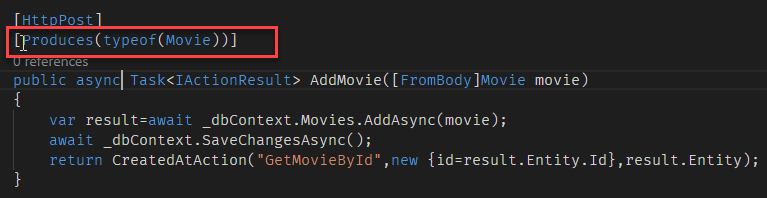 [HttpPost]
[Produces(typeof(Movie))]
0 references
public async Task<IActionResult> AddMovie([FromBody]Movie movie)
{
var result=await _dbContext.Movies.AddAsync(movie);
await _dbContext.SaveChangesAsync();
return CreatedAtAction("GetMovieById",new {id=result.Entity.Id},result.Entity);
}